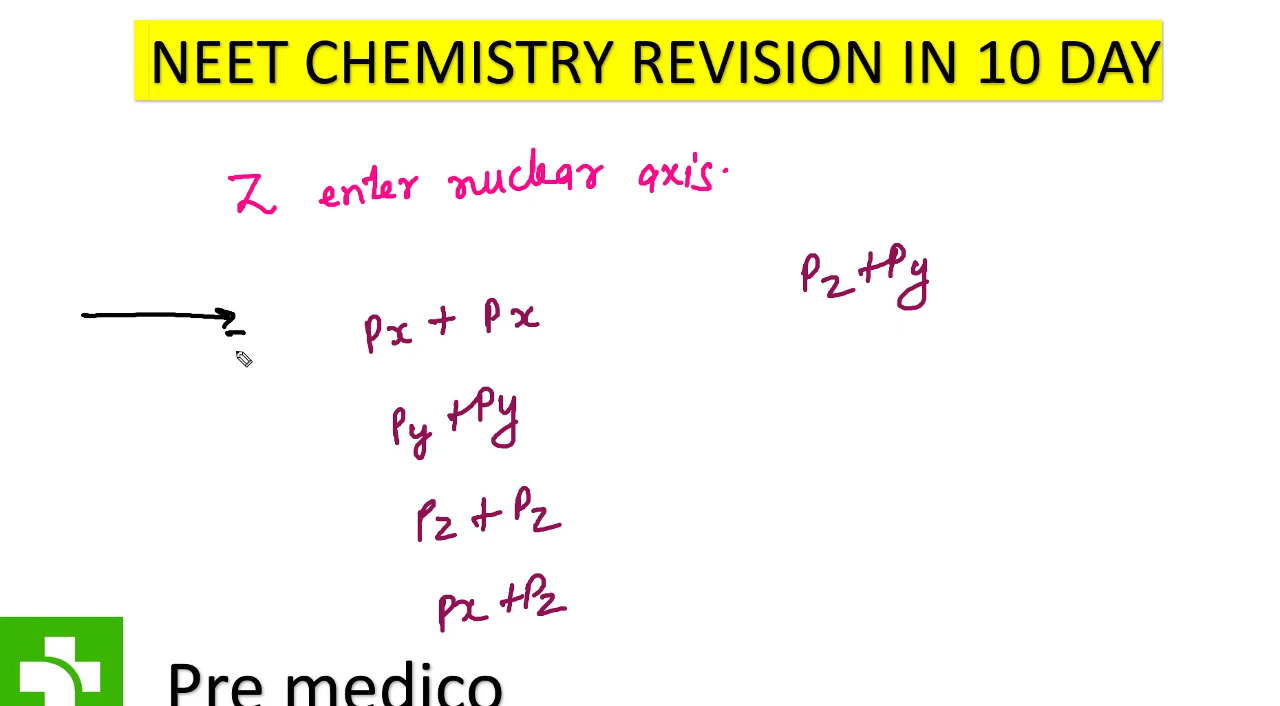 NEET CHEMISTRY REVISION IN 10 DAY
Z enter nuclear axis.
Pz + Py
Px + Px
Py + Py
Pz + Pz
Px + Pz
Pre medico